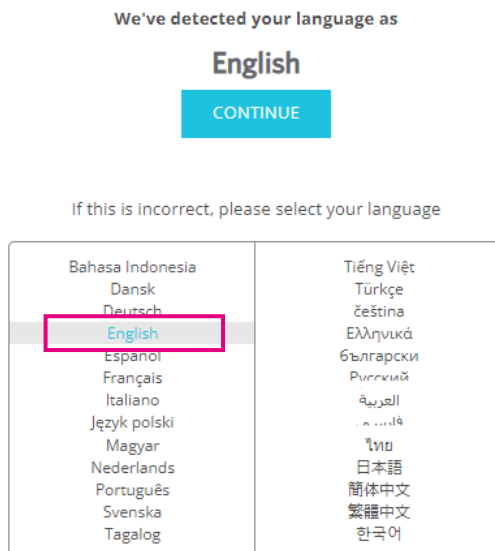 We've detected your language as
English
CONTINUE
If this is incorrect, please select your language
Bahasa Indonesia
Dansk
Deutsch
English
Español
Français
Italiano
Język polski
Magyar
Nederlands
Português
Svenska
Tagalog
Tiếng Việt
Türkçe
čeština
Ελληνικά
български
Русский
العربية
ไทย
日本語
簡体中文
繁體中文
한국어